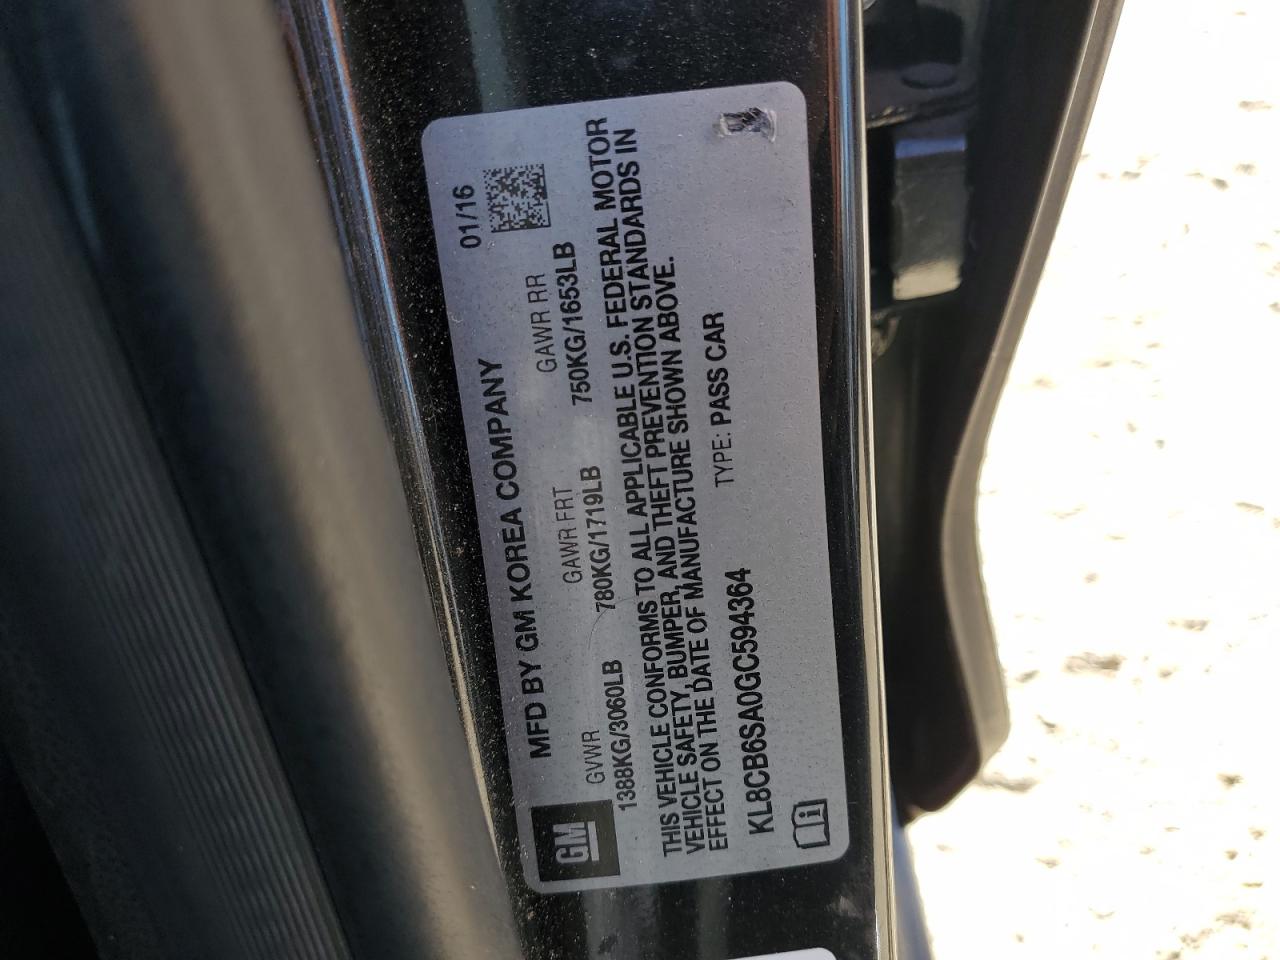 GM
MFD BY GM KOREA COMPANY 01/16
GVWR GAWR FRT GAWR RR
1388KG/3060LB 780KG/1719LB 750KG/1653LB
THIS VEHICLE CONFORMS TO ALL APPLICABLE U.S. FEDERAL MOTOR
VEHICLE SAFETY, BUMPER, AND THEFT PREVENTION STANDARDS IN
EFFECT ON THE DATE OF MANUFACTURE SHOWN ABOVE.
KL8CB6SA0GC594364 TYPE: PASS CAR